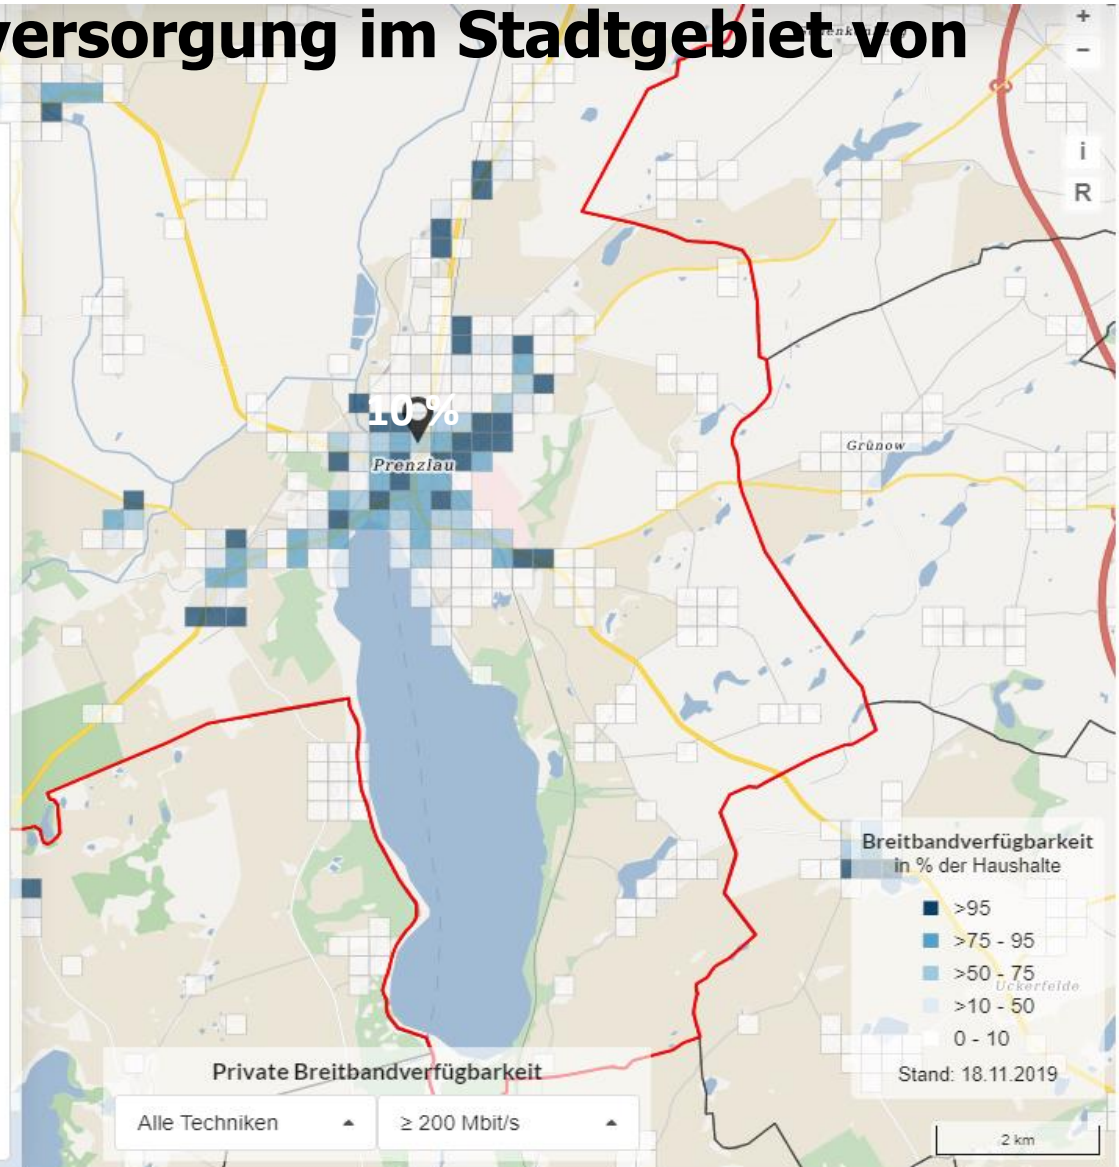 versorgung im Stadtgebiet von
+
−
i
R
10 %
Prenzlau
Grünow
Breitbandverfügbarkeit
in % der Haushalte
>95
>75 - 95
>50 - 75
Uckerfelde
>10 - 50
0 - 10
Stand: 18.11.2019
Private Breitbandverfügbarkeit
Alle Techniken
≥ 200 Mbit/s
2 km